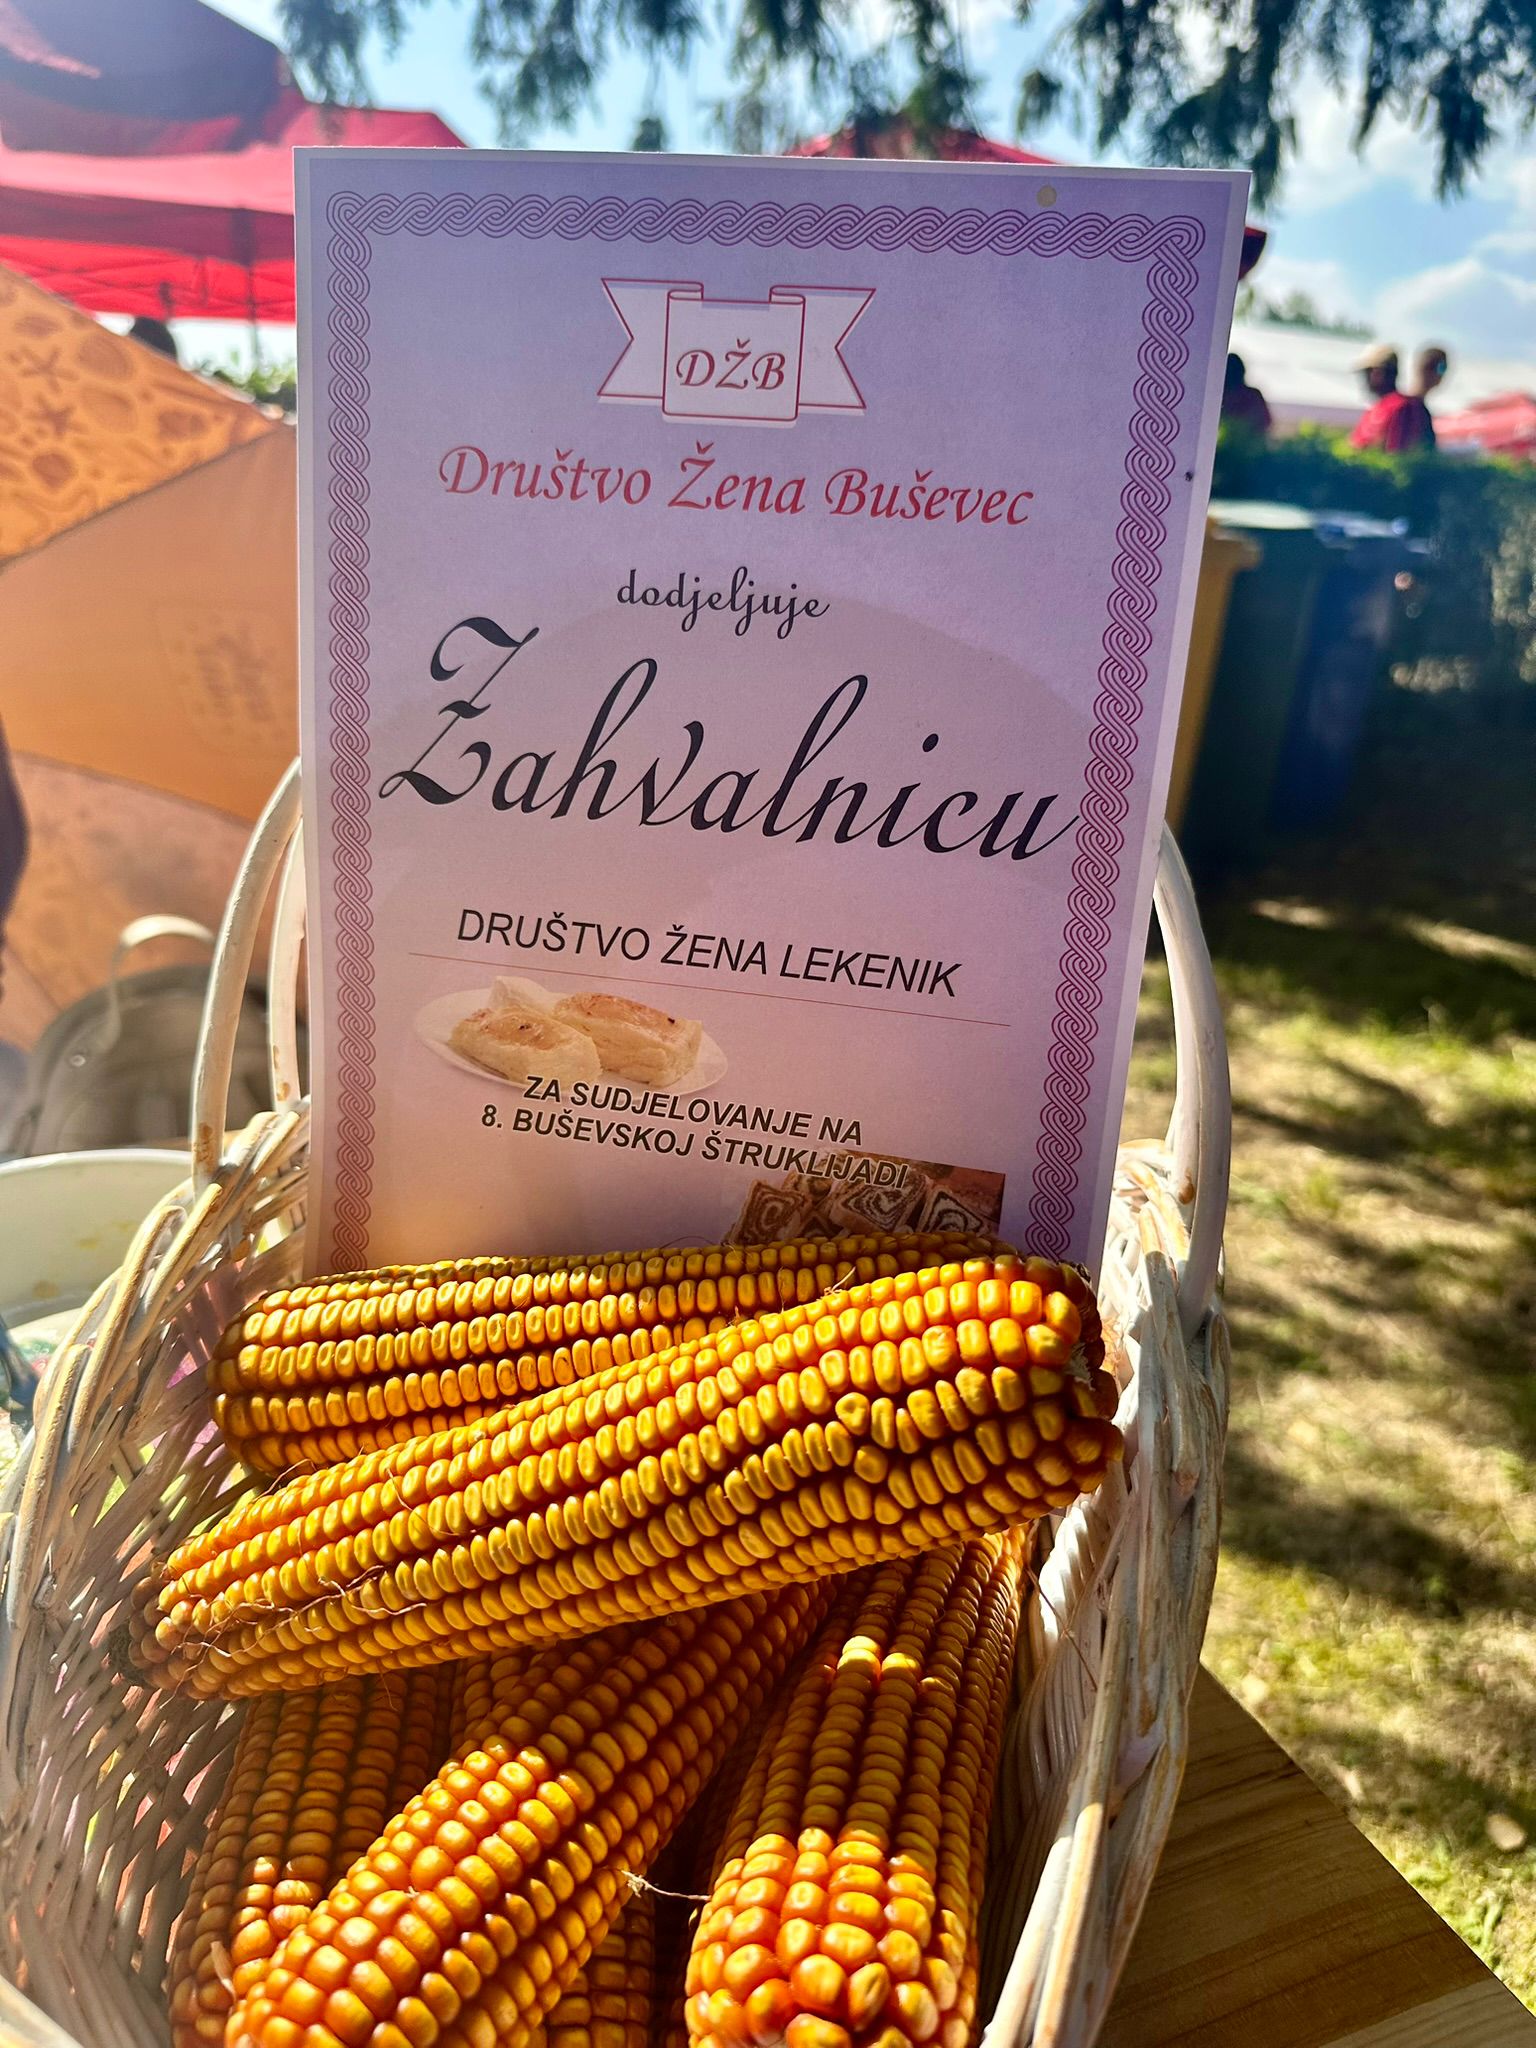 DŽB
Društvo Žena Buševec
dodjeljuje
Zahvalnicu
DRUŠTVO ŽENA LEKENIK
ZA SUDJELOVANJE NA
8. BUŠEVSKOJ ŠTRUKLIJADI